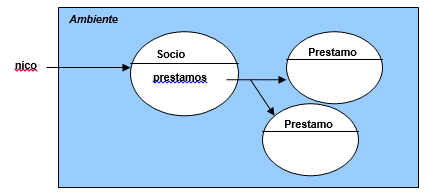 Ambiente
Prestamo
Socio
nico
prestamos
Prestamo